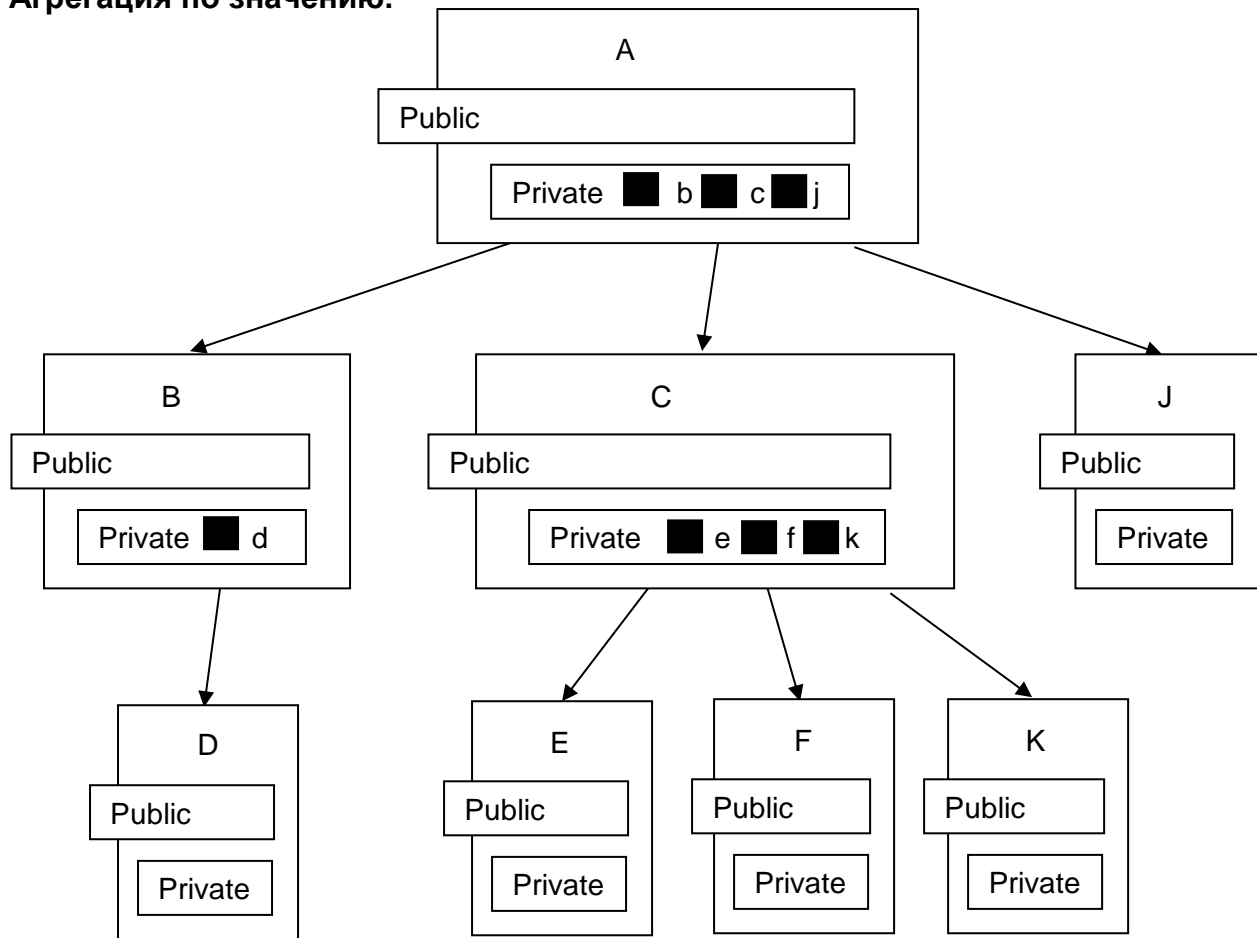 Агрегация по значению.
A
Public
Private b c j
B
C
J
Public
Public
Public
Private d
Private e f k
Private
D
E
F
K
Public
Public
Public
Public
Private
Private
Private
Private